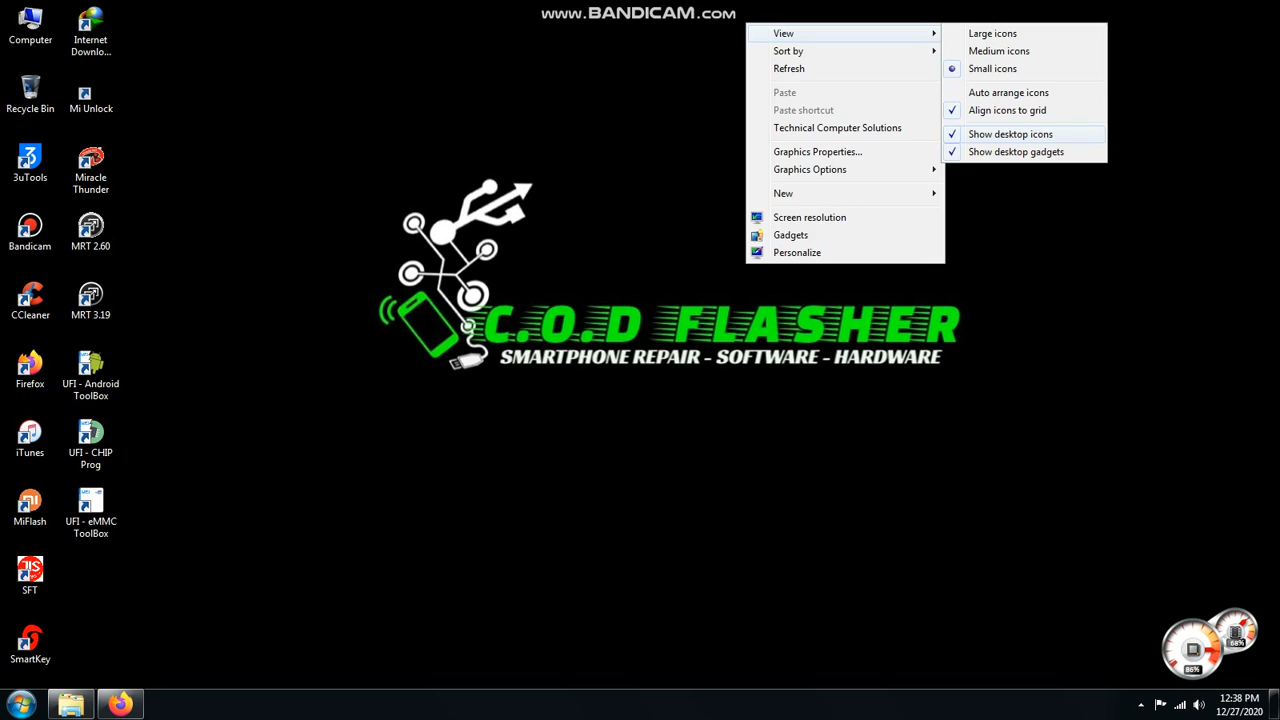 www.BANDICAM.com
Computer
Internet
Downlo...
Recycle Bin
Mi Unlock
3uTools
Miracle
Thunder
Bandicam
MRT 2.60
CCleaner
MRT 3.19
Firefox
UFI - Android
ToolBox
iTunes
UFI - CHIP
Prog
MiFlash
UFI - eMMC
ToolBox
SFT
SmartKey
View
Sort by
Refresh
Paste
Paste shortcut
Technical Computer Solutions
Graphics Properties...
Graphics Options
New
Screen resolution
Gadgets
Personalize
Large icons
Medium icons
Small icons
Auto arrange icons
Align icons to grid
Show desktop icons
Show desktop gadgets
C.O.D FLASHER
SMARTPHONE REPAIR - SOFTWARE - HARDWARE
68%
86%
12:38 PM
12/27/2020